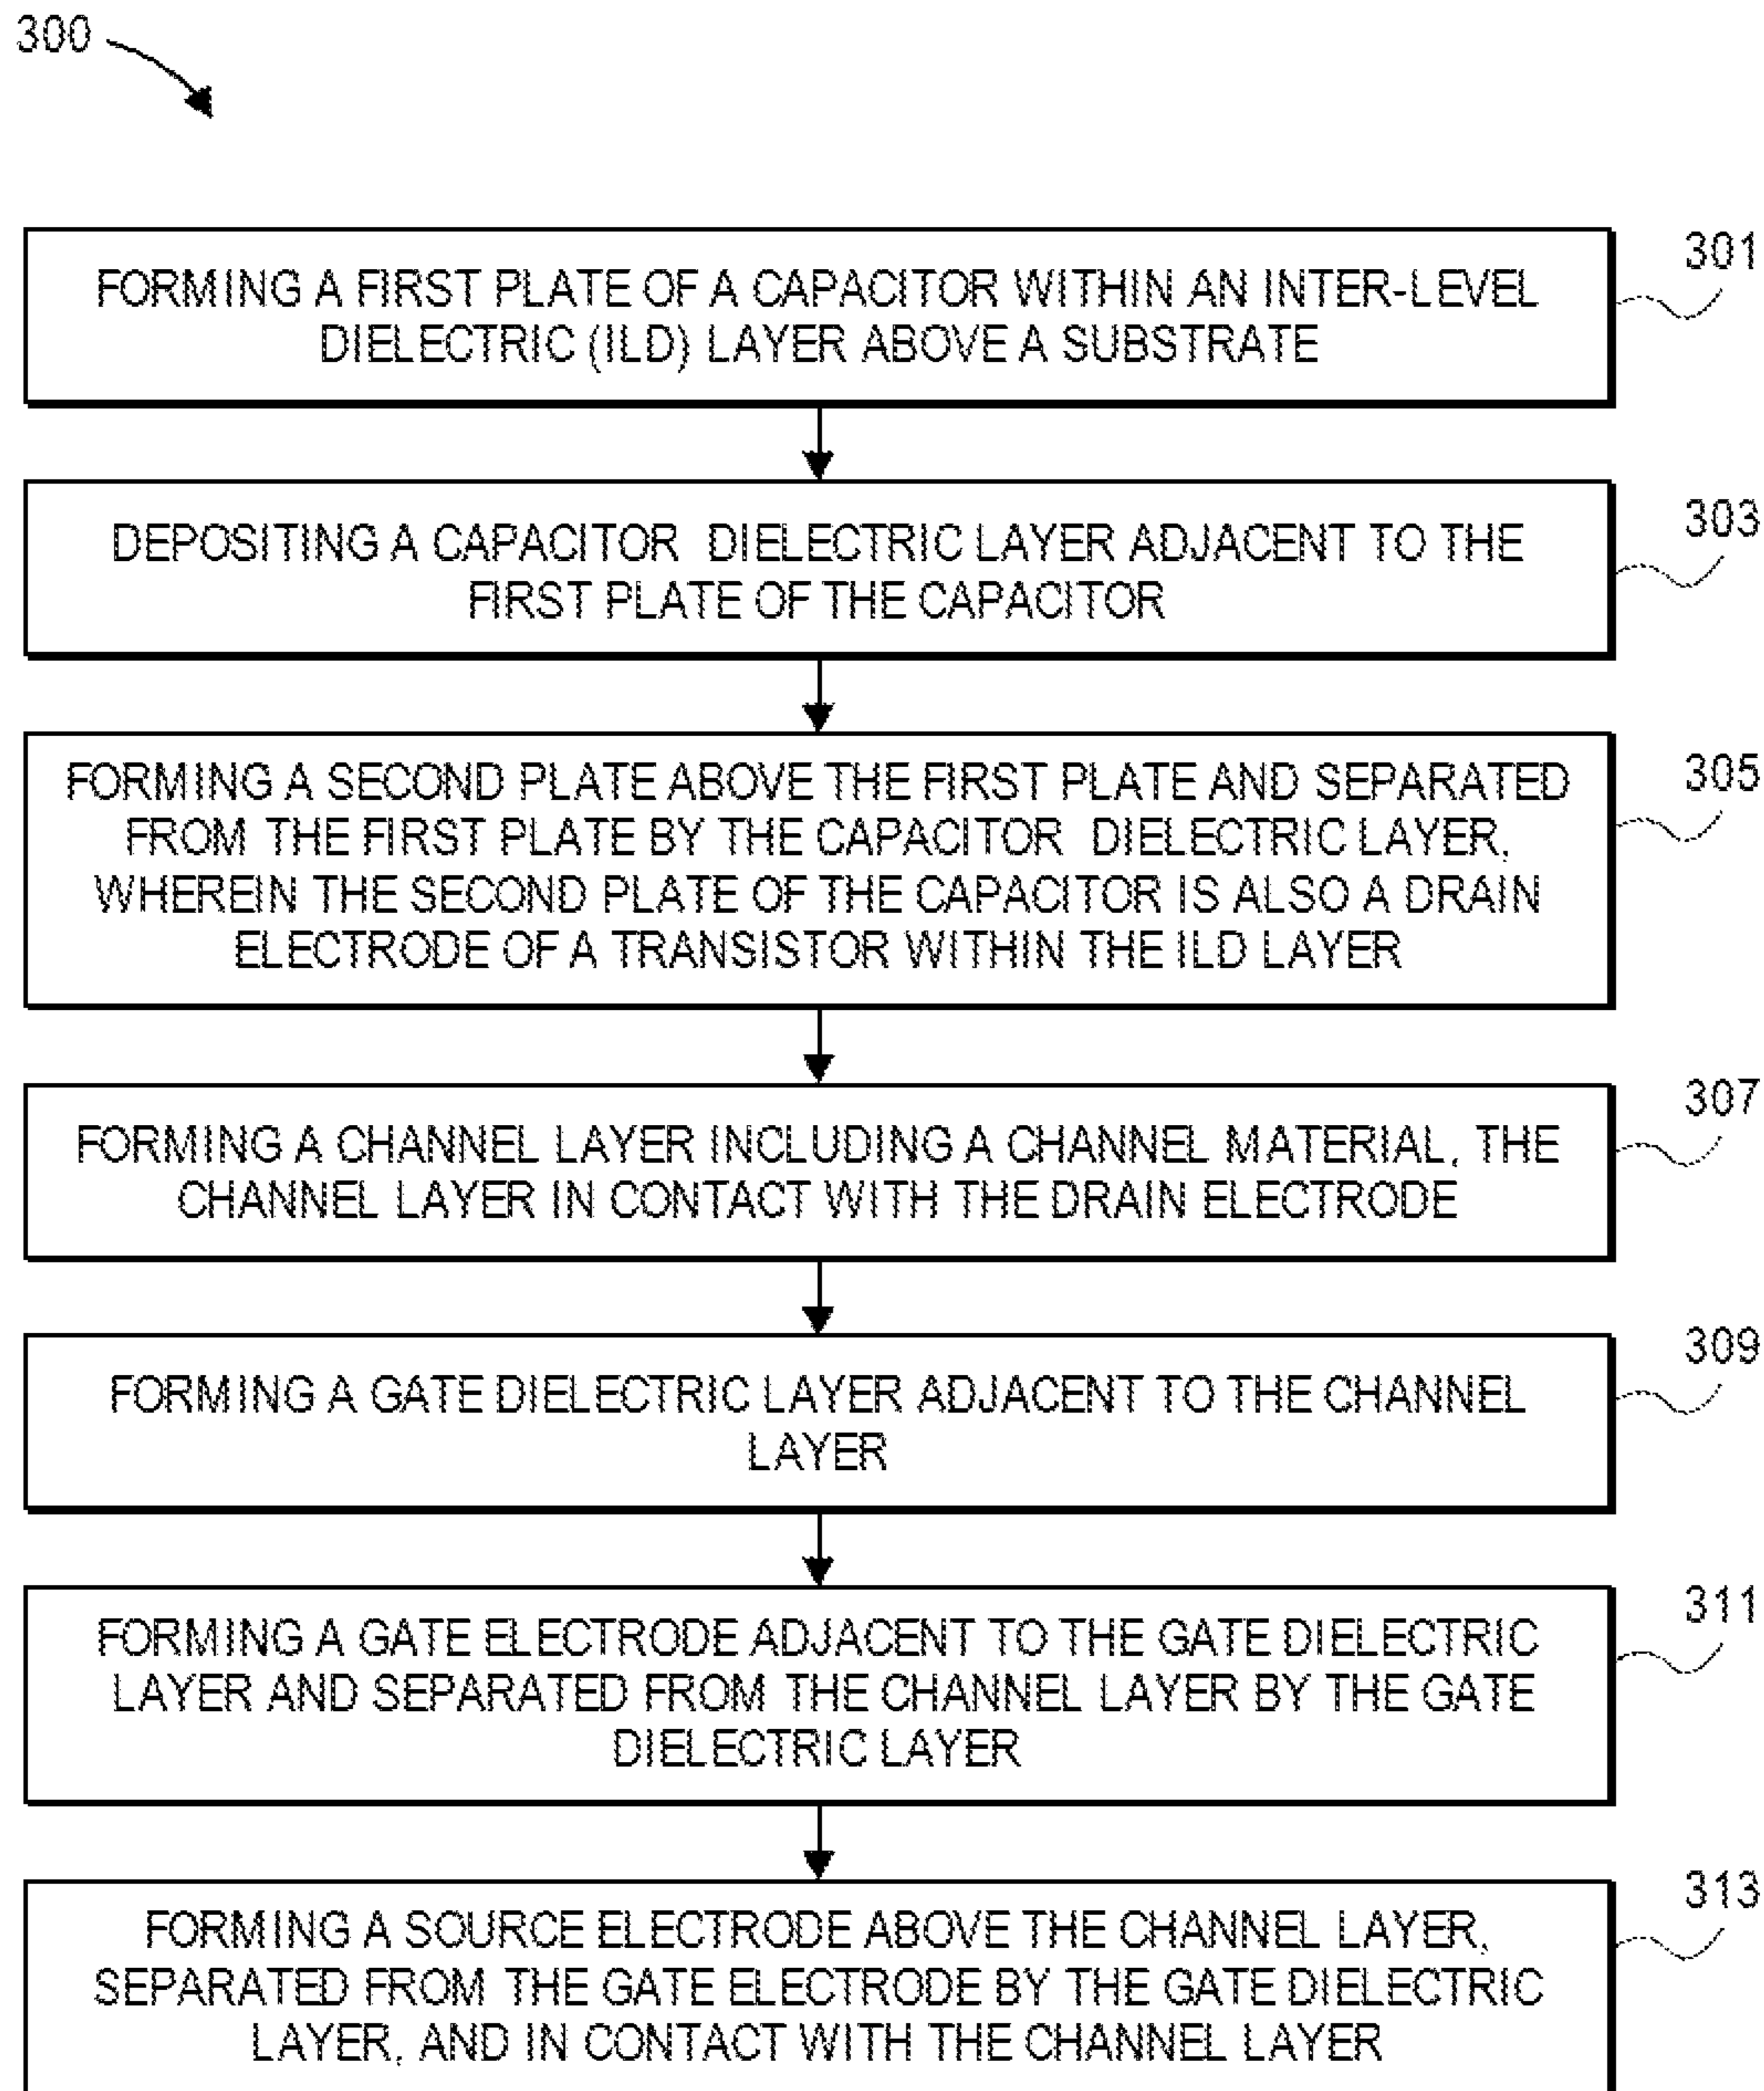 300
FORMING A FIRST PLATE OF A CAPACITOR WITHIN AN INTER-LEVEL
DIELECTRIC (ILD) LAYER ABOVE A SUBSTRATE
301
DEPOSITING A CAPACITOR DIELECTRIC LAYER ADJACENT TO THE
FIRST PLATE OF THE CAPACITOR
303
FORMING A SECOND PLATE ABOVE THE FIRST PLATE AND SEPARATED
FROM THE FIRST PLATE BY THE CAPACITOR DIELECTRIC LAYER,
WHEREIN THE SECOND PLATE OF THE CAPACITOR IS ALSO A DRAIN
ELECTRODE OF A TRANSISTOR WITHIN THE ILD LAYER
305
FORMING A CHANNEL LAYER INCLUDING A CHANNEL MATERIAL, THE
CHANNEL LAYER IN CONTACT WITH THE DRAIN ELECTRODE
307
FORMING A GATE DIELECTRIC LAYER ADJACENT TO THE CHANNEL
LAYER
309
FORMING A GATE ELECTRODE ADJACENT TO THE GATE DIELECTRIC
LAYER AND SEPARATED FROM THE CHANNEL LAYER BY THE GATE
DIELECTRIC LAYER
311
FORMING A SOURCE ELECTRODE ABOVE THE CHANNEL LAYER,
SEPARATED FROM THE GATE ELECTRODE BY THE GATE DIELECTRIC
LAYER, AND IN CONTACT WITH THE CHANNEL LAYER
313